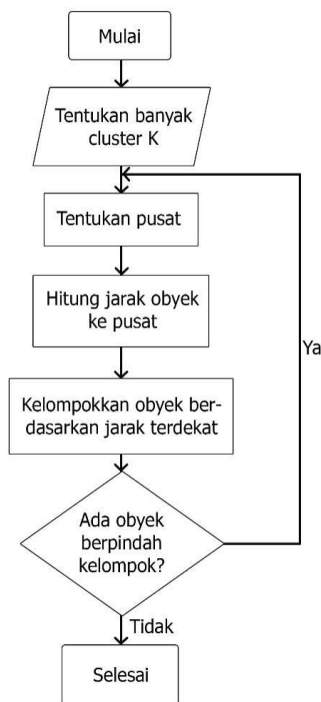 Mulai
Tentukan banyak
cluster K
Tentukan pusat
Hitung jarak obyek
ke pusat
Ya
Kelompokkan obyek ber-
dasarkan jarak terdekat
Ada obyek
berpindah
kelompok?
Tidak
Selesai